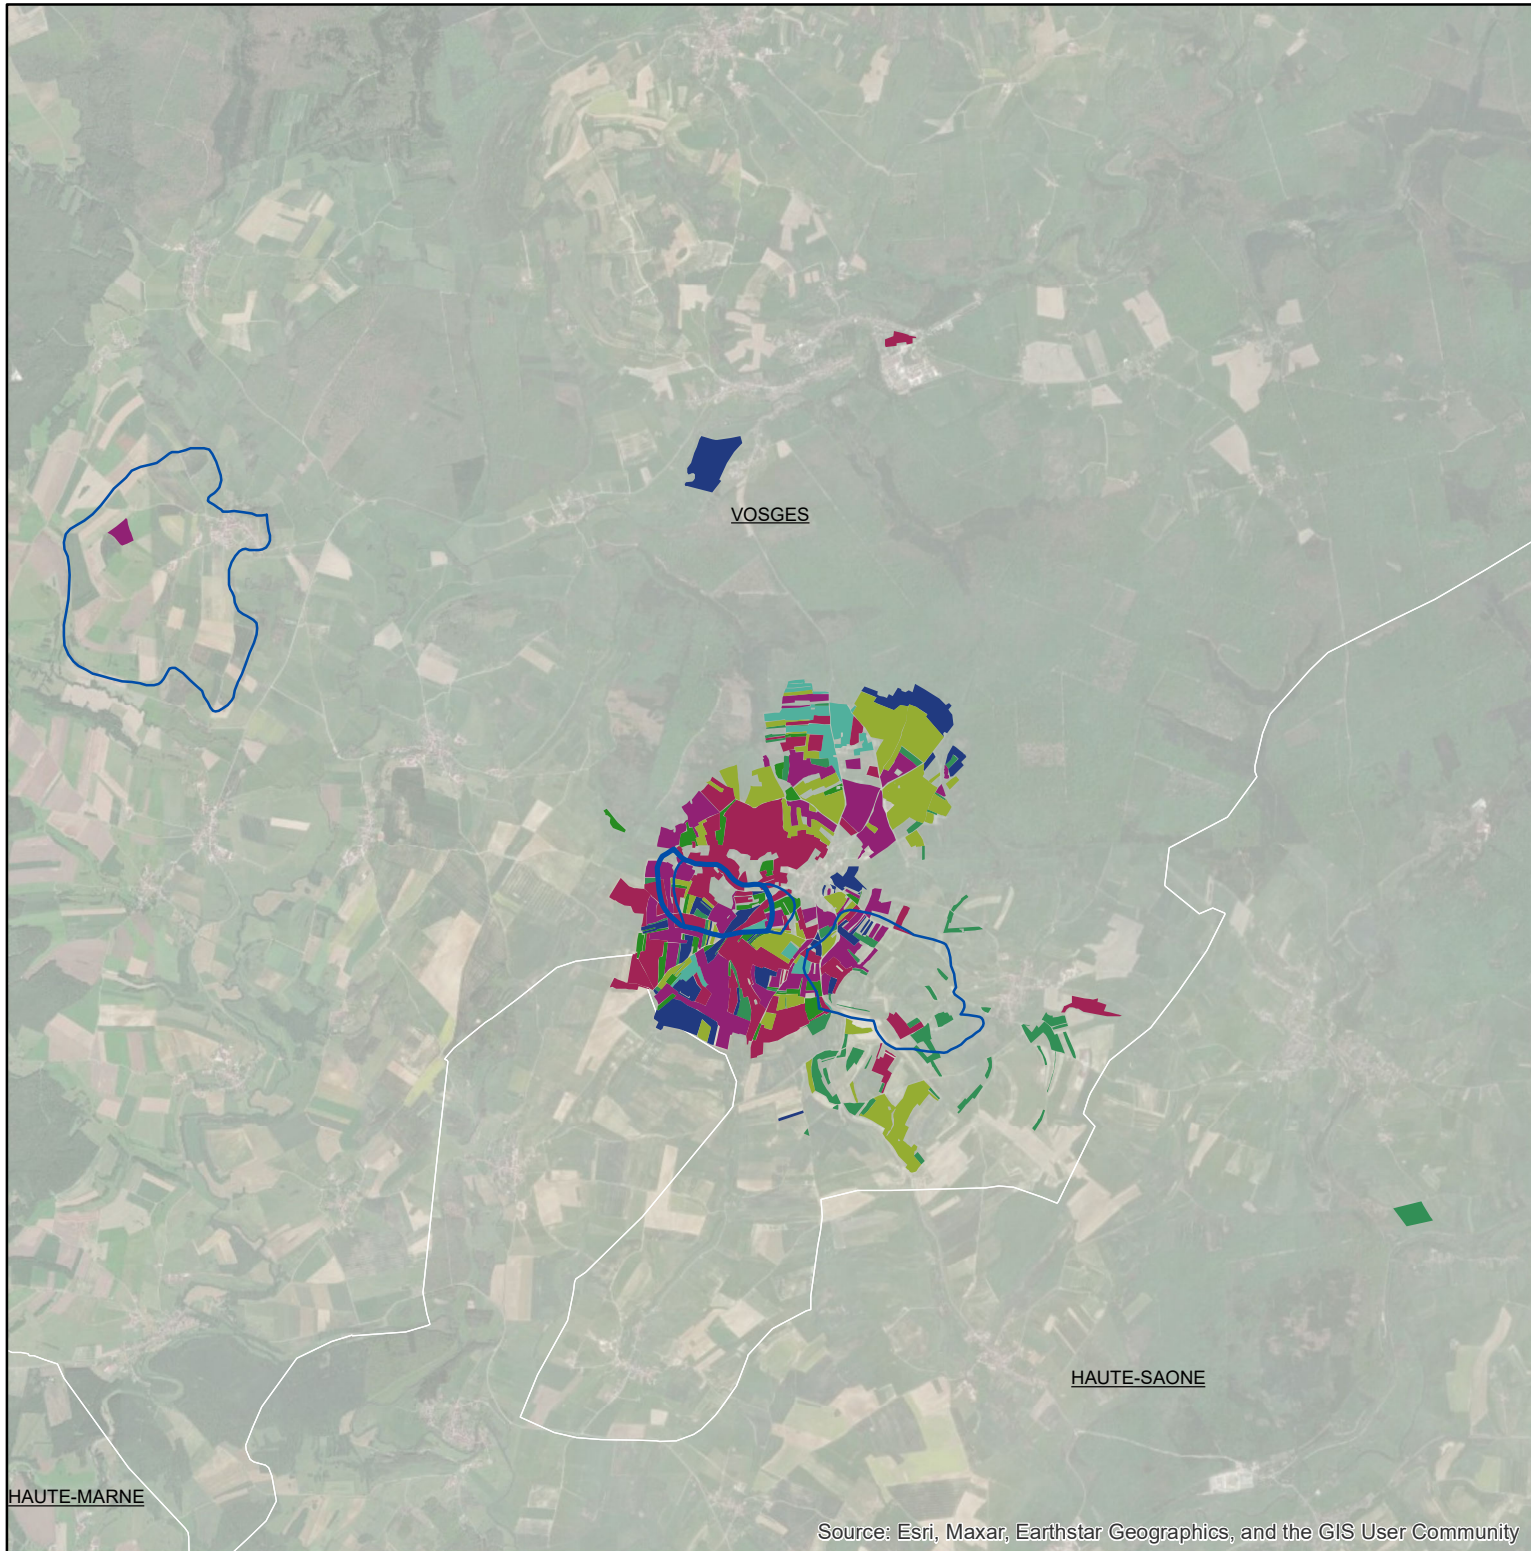 VOSGES
HAUTE-SAONE
HAUTE-MARNE
Source: Esri, Maxar, Earthstar Geographics, and the GIS User Community